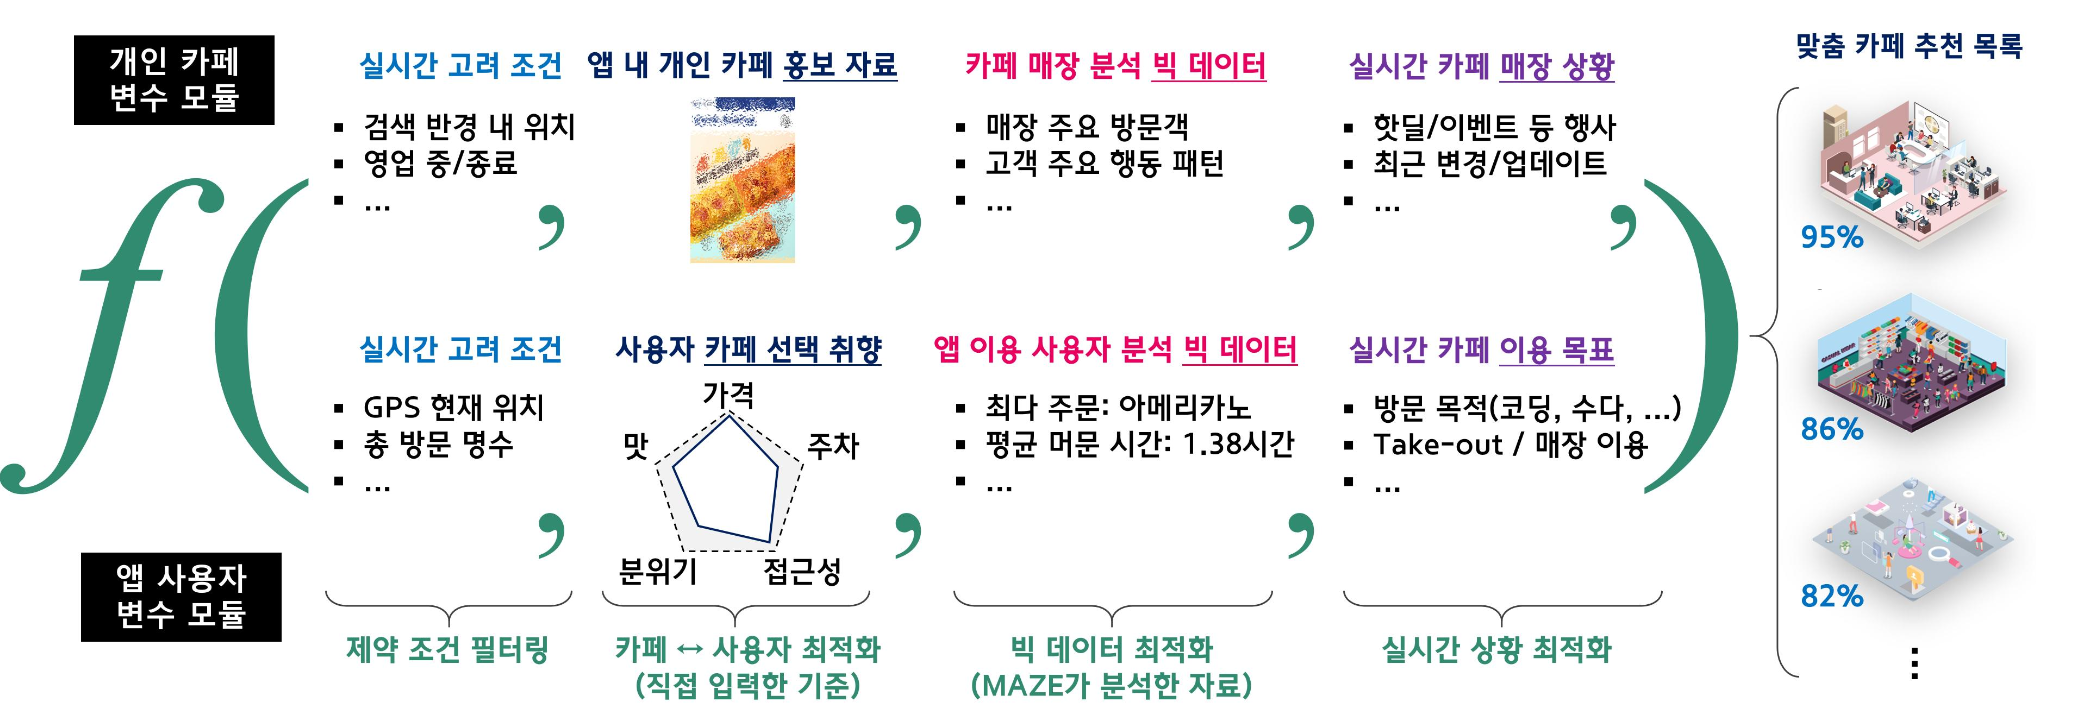 개인 카페
변수 모듈
실시간 고려 조건
▪ 검색 반경 내 위치
▪ 영업 중/종료
▪ ...
,
앱 내 개인 카페 홍보 자료
,
카페 매장 분석 빅 데이터
▪ 매장 주요 방문객
▪ 고객 주요 행동 패턴
▪ ...
,
실시간 카페 매장 상황
▪ 핫딜/이벤트 등 행사
▪ 최근 변경/업데이트
▪ ...
,
f(
)
앱 사용자
변수 모듈
실시간 고려 조건
▪ GPS 현재 위치
▪ 총 방문 명수
▪ ...
,
사용자 카페 선택 취향
가격
맛
주차
분위기
접근성
,
앱 이용 사용자 분석 빅 데이터
▪ 최다 주문: 아메리카노
▪ 평균 머문 시간: 1.38시간
▪ ...
,
실시간 카페 이용 목표
▪ 방문 목적(코딩, 수다, ...)
▪ Take-out / 매장 이용
▪ ...
제약 조건 필터링
카페 ↔ 사용자 최적화
(직접 입력한 기준)
빅 데이터 최적화
(MAZE가 분석한 자료)
실시간 상황 최적화
맞춤 카페 추천 목록
95%
86%
82%
⋮